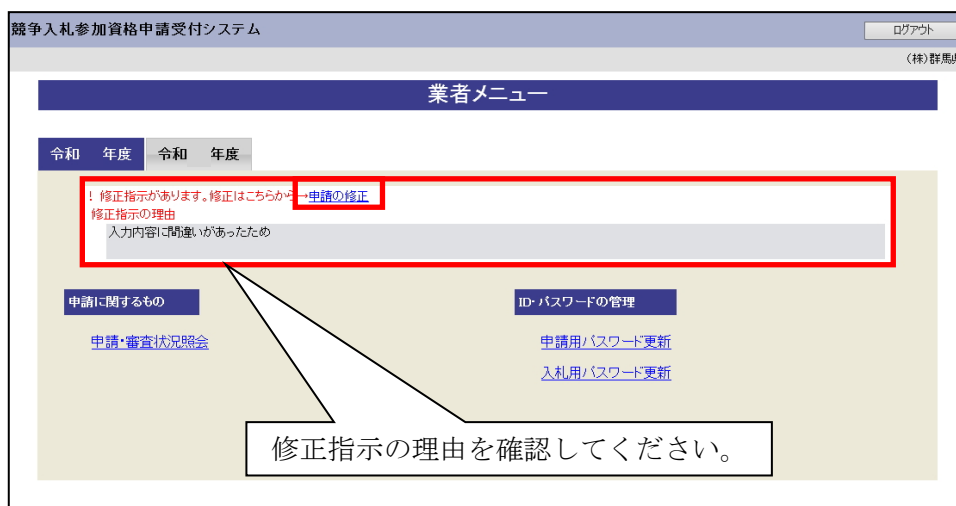 競争入札参加資格申請受付システム
ログアウト
(株)群馬県
業者メニュー
令和　　年度　令和　　年度
！修正指示があります。修正はこちらから→申請の修正
修正指示の理由
入力内容に間違いがあったため
申請に関するもの
ID・パスワードの管理
申請・審査状況照会
申請用パスワード更新
入札用パスワード更新
修正指示の理由を確認してください。